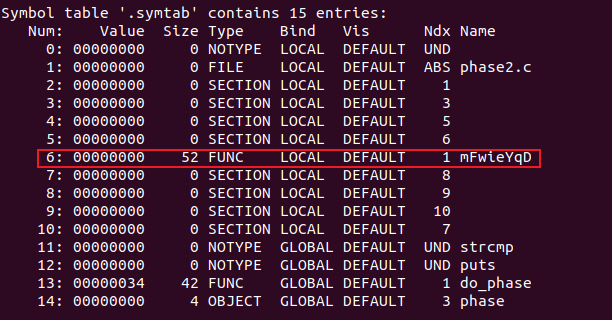 Symbol table '.symtab' contains 15 entries:
Num: Value Size Type Bind Vis Ndx Name
0: 00000000 0 NOTYPE LOCAL DEFAULT UND
1: 00000000 0 FILE LOCAL DEFAULT ABS phase2.c
2: 00000000 0 SECTION LOCAL DEFAULT 1
3: 00000000 0 SECTION LOCAL DEFAULT 3
4: 00000000 0 SECTION LOCAL DEFAULT 5
5: 00000000 0 SECTION LOCAL DEFAULT 6
6: 00000000 52 FUNC LOCAL DEFAULT 1 mFwieYqD
7: 00000000 0 SECTION LOCAL DEFAULT 8
8: 00000000 0 SECTION LOCAL DEFAULT 9
9: 00000000 0 SECTION LOCAL DEFAULT 10
10: 00000000 0 SECTION LOCAL DEFAULT 7
11: 00000000 0 NOTYPE GLOBAL DEFAULT UND strcmp
12: 00000000 0 NOTYPE GLOBAL DEFAULT UND puts
13: 00000034 42 FUNC GLOBAL DEFAULT 1 do_phase
14: 00000000 4 OBJECT GLOBAL DEFAULT 3 phase